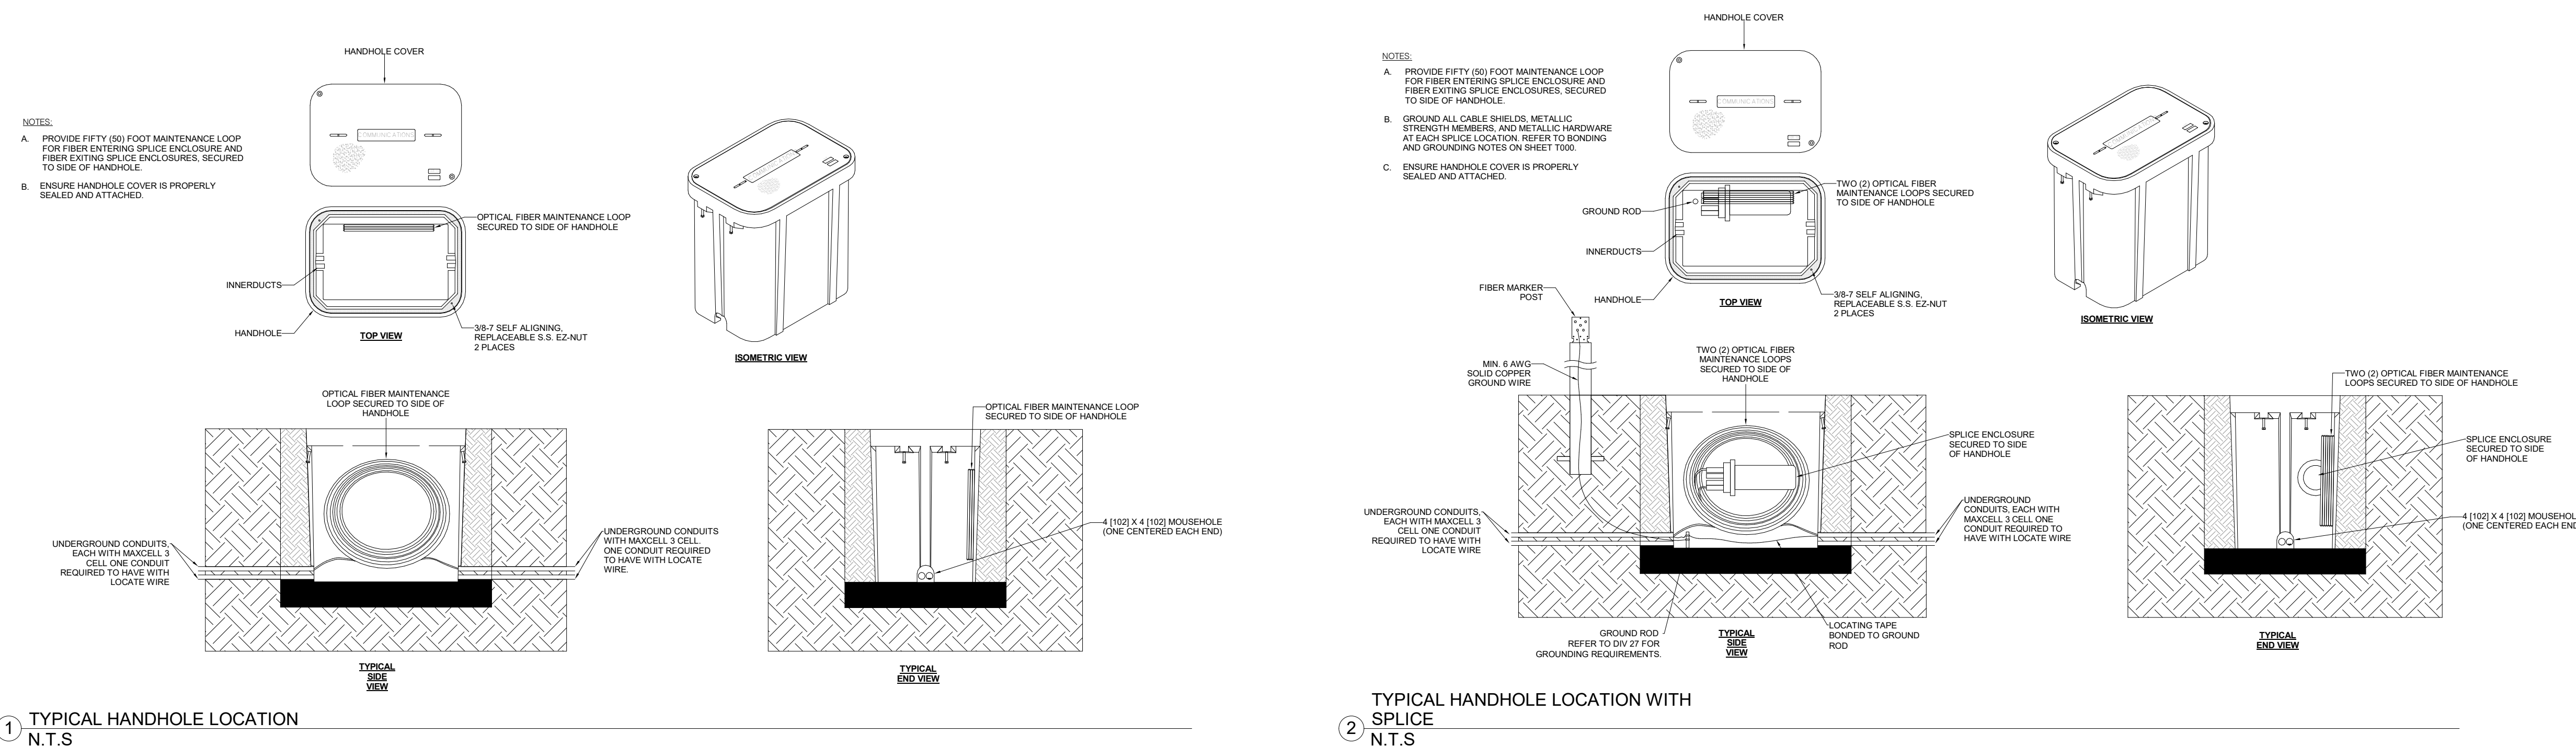 HANDHOLE COVER
NOTES:
A. PROVIDE FIFTY (50) FOOT MAINTENANCE LOOP
FOR FIBER ENTERING SPLICE ENCLOSURE AND
FIBER EXITING SPLICE ENCLOSURES, SECURED
TO SIDE OF HANDHOLE.
B. ENSURE HANDHOLE COVER IS PROPERLY
SEALED AND ATTACHED.
COMMUNICATIONS
OPTICAL FIBER MAINTENANCE LOOP
SECURED TO SIDE OF HANDHOLE
INNERDUCTS
HANDHOLE
TOP VIEW
3/8-7 SELF ALIGNING,
REPLACEABLE S.S. EZ-NUT
2 PLACES
COMMUNICATIONS
ISOMETRIC VIEW
OPTICAL FIBER MAINTENANCE
LOOP SECURED TO SIDE OF
HANDHOLE
UNDERGROUND CONDUITS,
EACH WITH MAXCELL 3
CELL ONE CONDUIT
REQUIRED TO HAVE WITH
LOCATE WIRE
UNDERGROUND CONDUITS
WITH MAXCELL 3 CELL.
ONE CONDUIT REQUIRED
TO HAVE WITH LOCATE
WIRE.
TYPICAL
SIDE
VIEW
OPTICAL FIBER MAINTENANCE LOOP
SECURED TO SIDE OF HANDHOLE
4 [102] X 4 [102] MOUSEHOLE
(ONE CENTERED EACH END)
TYPICAL
END VIEW
1 TYPICAL HANDHOLE LOCATION
N.T.S
HANDHOLE COVER
NOTES:
A. PROVIDE FIFTY (50) FOOT MAINTENANCE LOOP
FOR FIBER ENTERING SPLICE ENCLOSURE AND
FIBER EXITING SPLICE ENCLOSURES, SECURED
TO SIDE OF HANDHOLE.
B. GROUND ALL CABLE SHIELDS, METALLIC
STRENGTH MEMBERS, AND METALLIC HARDWARE
AT EACH SPLICE LOCATION. REFER TO BONDING
AND GROUNDING NOTES ON SHEET T000.
C. ENSURE HANDHOLE COVER IS PROPERLY
SEALED AND ATTACHED.
COMMUNICATIONS
TWO (2) OPTICAL FIBER
MAINTENANCE LOOPS SECURED
TO SIDE OF HANDHOLE
GROUND ROD
INNERDUCTS
HANDHOLE
TOP VIEW
3/8-7 SELF ALIGNING,
REPLACEABLE S.S. EZ-NUT
2 PLACES
COMMUNICATIONS
ISOMETRIC VIEW
FIBER MARKER
POST
MIN. 6 AWG
SOLID COPPER
GROUND WIRE
TWO (2) OPTICAL FIBER
MAINTENANCE LOOPS
SECURED TO SIDE OF
HANDHOLE
SPLICE ENCLOSURE
SECURED TO SIDE
OF HANDHOLE
UNDERGROUND CONDUITS,
EACH WITH MAXCELL 3
CELL ONE CONDUIT
REQUIRED TO HAVE WITH
LOCATE WIRE
UNDERGROUND
CONDUITS, EACH WITH
MAXCELL 3 CELL ONE
CONDUIT REQUIRED TO
HAVE WITH LOCATE WIRE
GROUND ROD
REFER TO DIV 27 FOR
GROUNDING REQUIREMENTS.
TYPICAL
SIDE
VIEW
LOCATING TAPE
BONDED TO GROUND
ROD
TWO (2) OPTICAL FIBER MAINTENANCE
LOOPS SECURED TO SIDE OF HANDHOLE
SPLICE ENCLOSURE
SECURED TO SIDE
OF HANDHOLE
4 [102] X 4 [102] MOUSEHOL
(ONE CENTERED EACH EN
TYPICAL
END VIEW
2 TYPICAL HANDHOLE LOCATION WITH
SPLICE
N.T.S